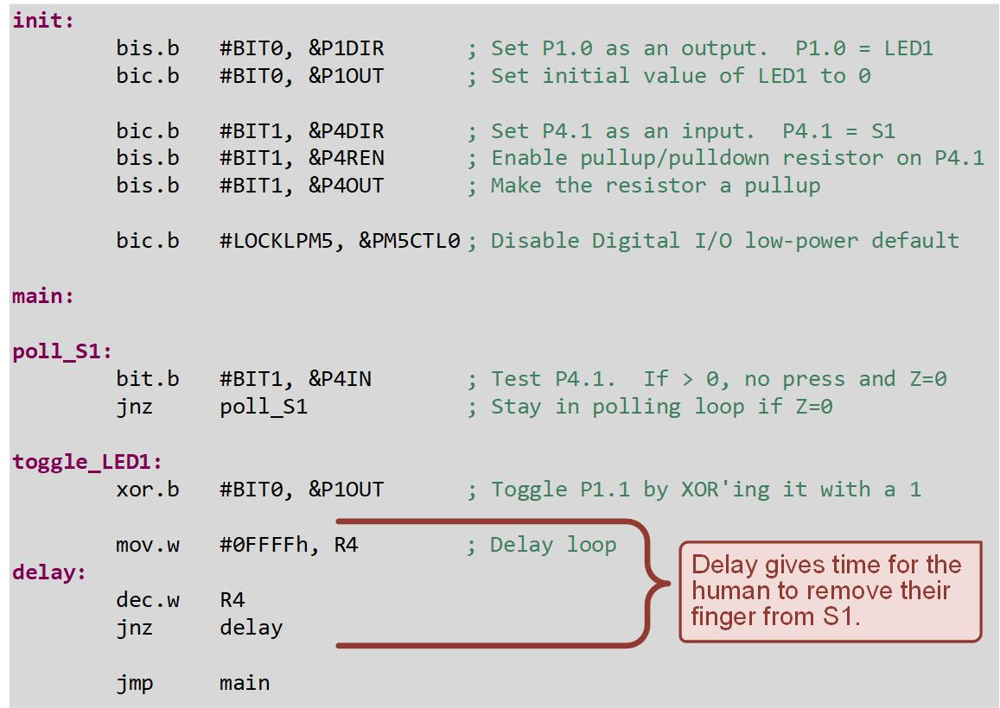 init:
bis.b #BIT0, &P1DIR ; Set P1.0 as an output. P1.0 = LED1
bic.b #BIT0, &P1OUT ; Set initial value of LED1 to 0
bic.b #BIT1, &P4DIR ; Set P4.1 as an input. P4.1 = S1
bis.b #BIT1, &P4REN ; Enable pullup/pulldown resistor on P4.1
bis.b #BIT1, &P4OUT ; Make the resistor a pullup
bic.b #LOCKLPM5, &PM5CTL0 ; Disable Digital I/O low-power default
main:
poll_S1:
bit.b #BIT1, &P4IN ; Test P4.1. If > 0, no press and Z=0
jnz poll_S1 ; Stay in polling loop if Z=0
toggle_LED1:
xor.b #BIT0, &P1OUT ; Toggle P1.1 by XOR'ing it with a 1
mov.w #0FFFFh, R4 ; Delay loop
delay:
dec.w R4
jnz delay
jmp main
Delay gives time for the
human to remove their
finger from S1.